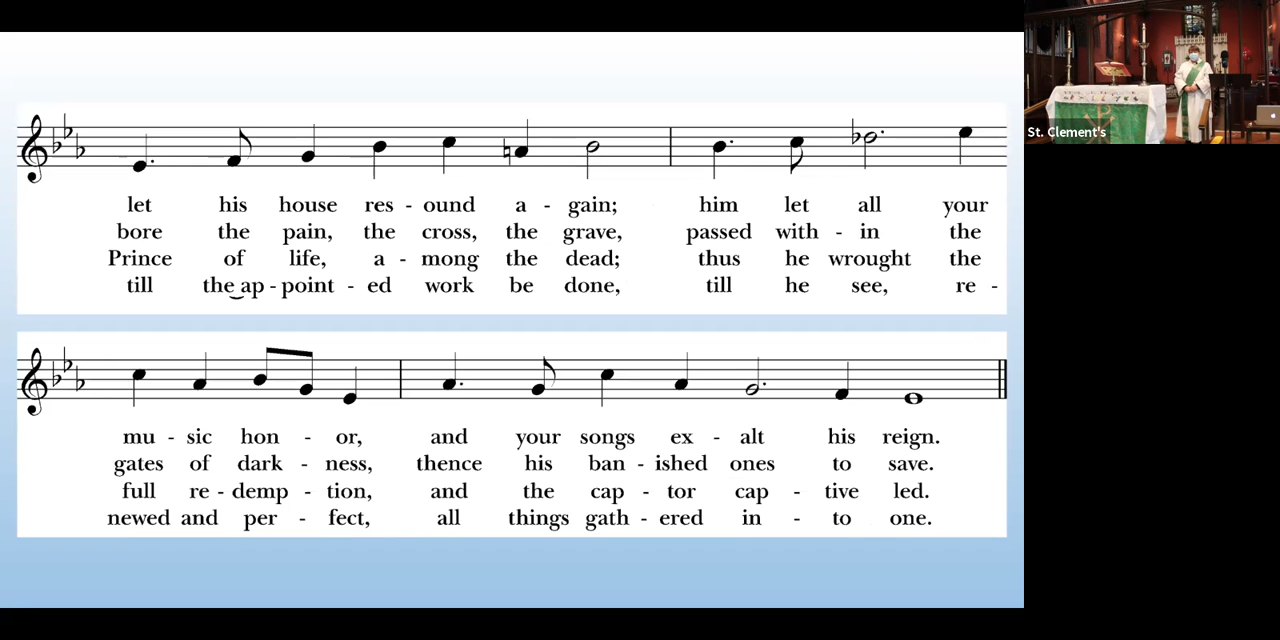 let his house res - ound a - gain; him let all your
bore the pain, the cross, the grave, passed with - in the
Prince of life, a - mong the dead; thus he wrought the
till the ap - point - ed work be done, till he see, re -
mu - sic hon - or, and your songs ex - alt his reign.
gates of dark - ness, thence his ban - ished ones to save.
full re - demp - tion, and the cap - tor cap - tive led.
newed and per - fect, all things gath - ered in - to one.
St. Clement's